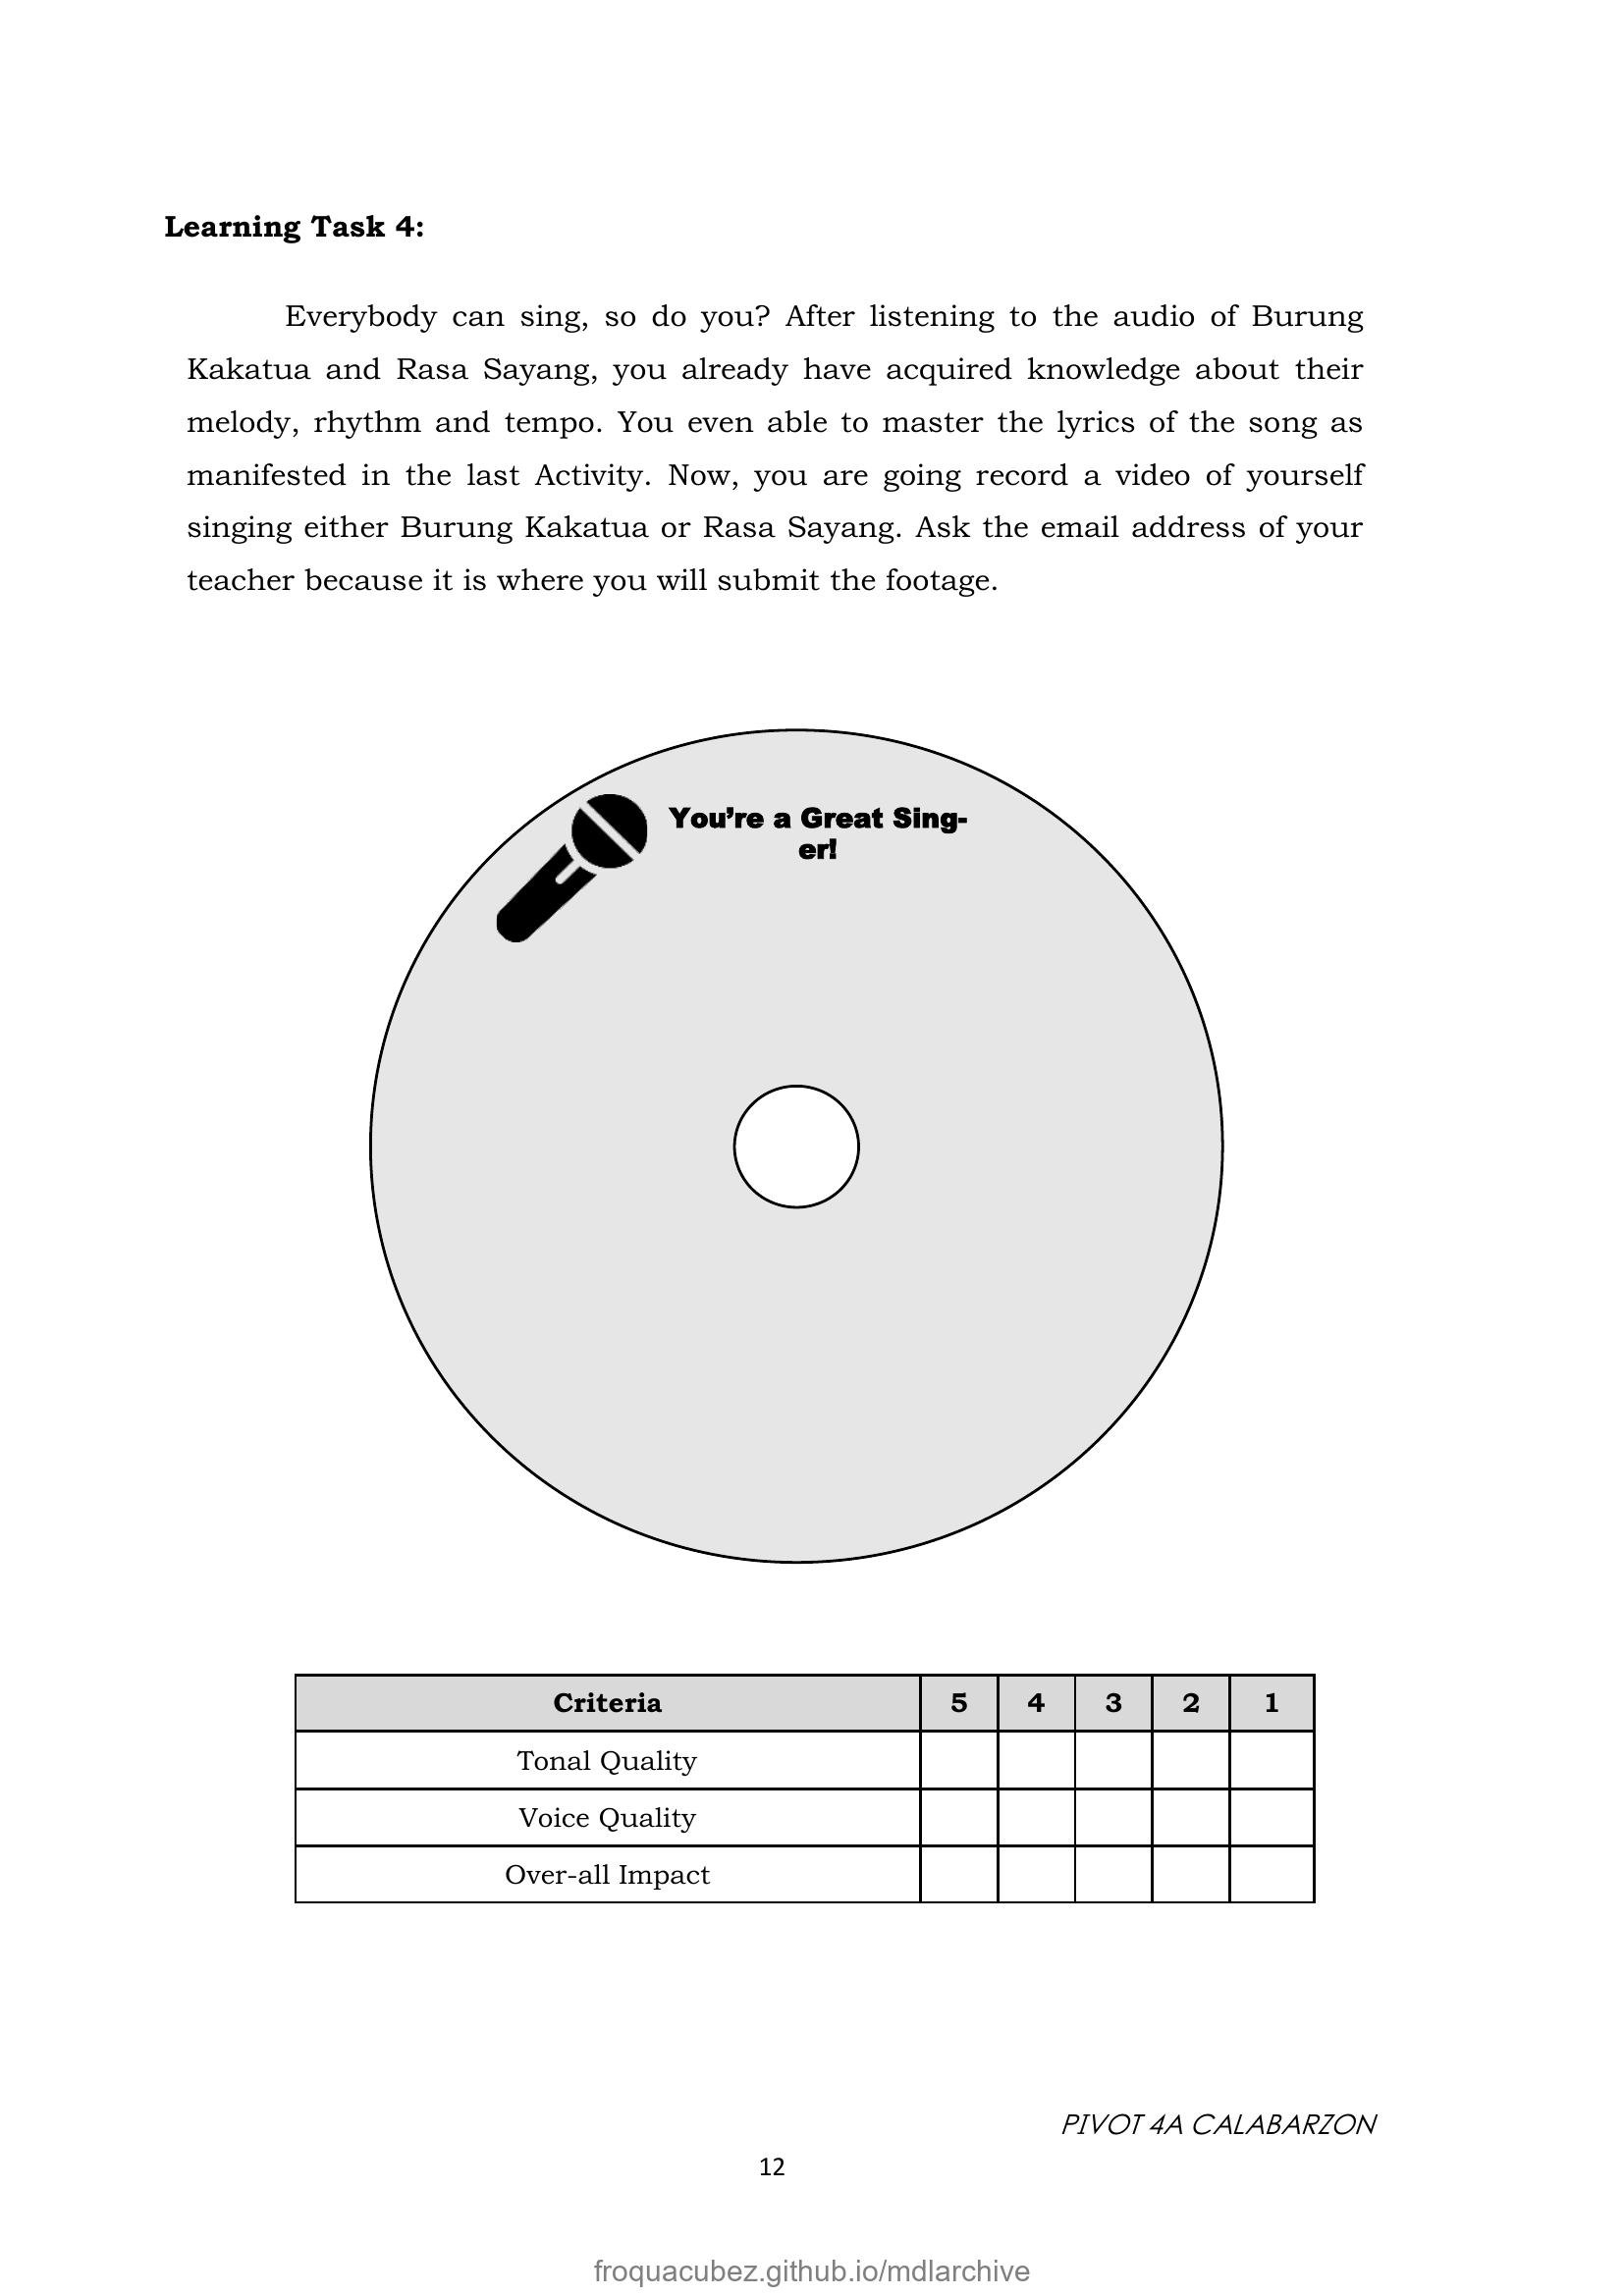 Learning Task 4:
Everybody can sing, so do you? After listening to the audio of Burung
Kakatua and Rasa Sayang, you already have acquired knowledge about their
melody, rhythm and tempo. You even able to master the lyrics of the song as
manifested in the last Activity. Now, you are going record a video of yourself
singing either Burung Kakatua or Rasa Sayang. Ask the email address of your
teacher because it is where you will submit the footage.
You’re a Great Sing-
er!
Criteria 5 4 3 2 1
Tonal Quality
Voice Quality
Over-all Impact
PIVOT 4A CALABARZON
12
froquacubez.github.io/mdlarchive